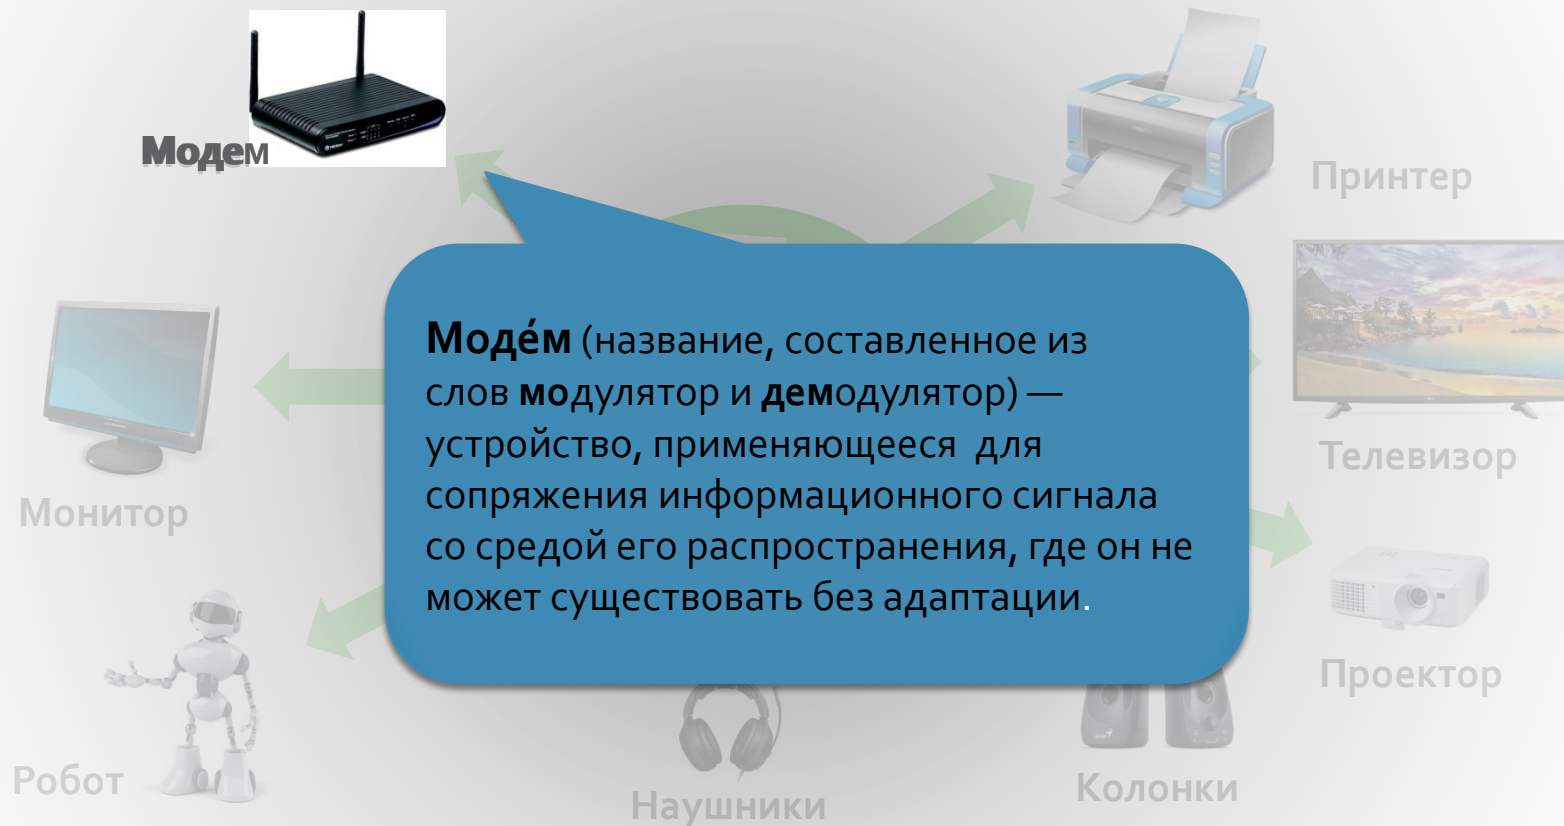 Модем
Принтер
Моде́м (название, составленное из
слов модулятор и демодулятор) —
устройство, применяющееся  для
сопряжения информационного сигнала
со средой его распространения, где он не
может существовать без адаптации.
Телевизор
Монитор
Проектор
Робот
Колонки
Наушники